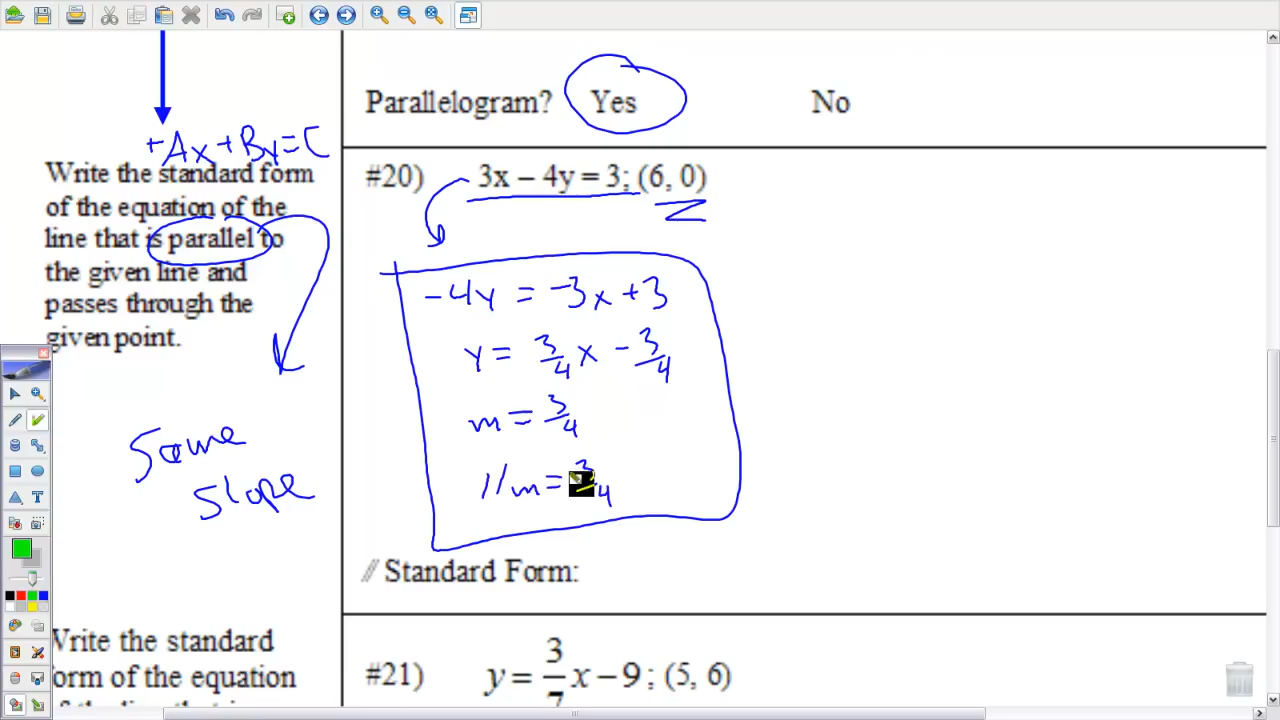 Parallelogram? Yes No
+Ax+By=C
Write the standard form
of the equation of the
line that is parallel to
the given line and
passes through the
given point.
same
slope
#20) 3x – 4y = 3; (6, 0)
-4y = -3x + 3
y = 3/4 x - 3/4
m = 3/4
// m = 3/4
// Standard Form:
Write the standard
form of the equation
#21) y = 3/7 x – 9 ; (5, 6)